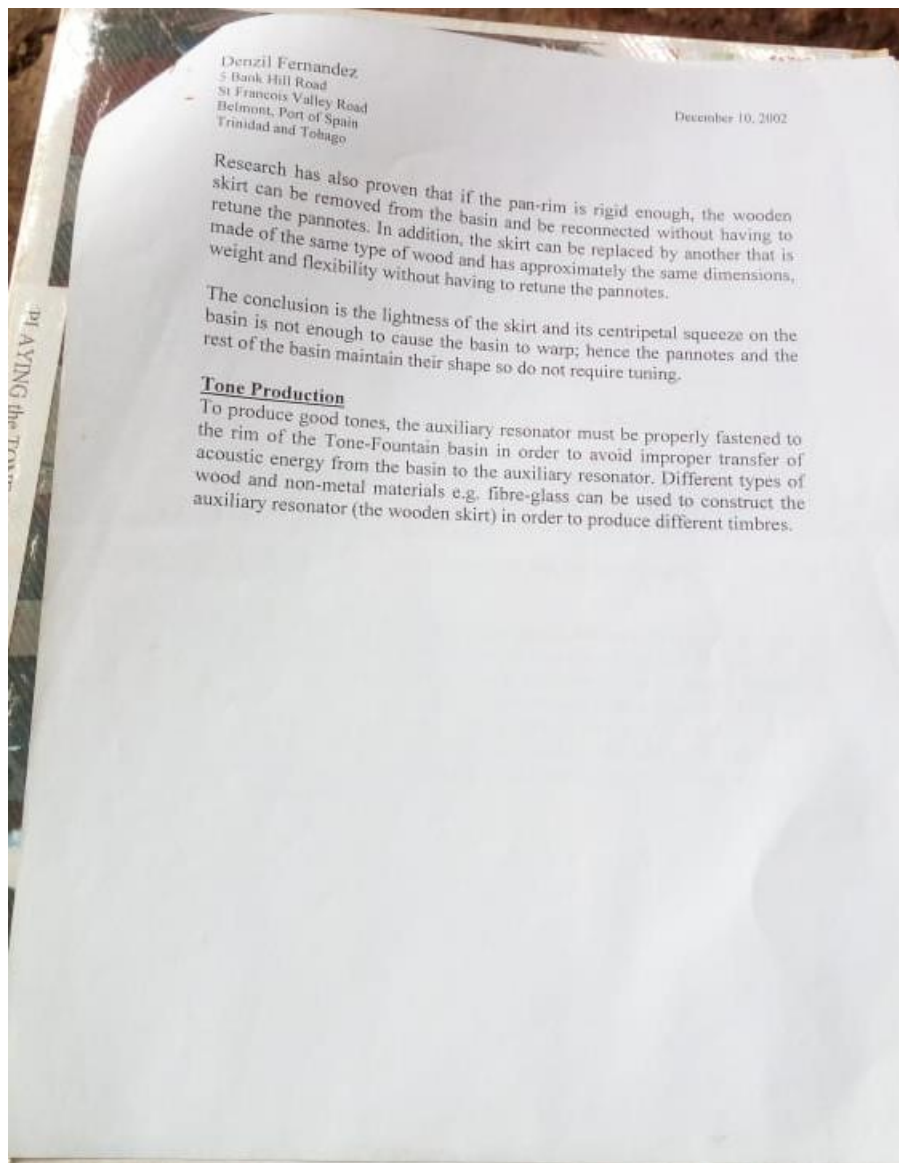 Denzil Fernandez
5 Bank Hill Road
St Francois Valley Road
Belmont, Port of Spain
Trinidad and Tobago
December 10, 2002
Research has also proven that if the pan-rim is rigid enough, the wooden
skirt can be removed from the basin and be reconnected without having to
retune the pannotes. In addition, the skirt can be replaced by another that is
made of the same type of wood and has approximately the same dimensions,
weight and flexibility without having to retune the pannotes.
The conclusion is the lightness of the skirt and its centripetal squeeze on the
basin is not enough to cause the basin to warp; hence the pannotes and the
rest of the basin maintain their shape so do not require tuning.
Tone Production
To produce good tones, the auxiliary resonator must be properly fastened to
the rim of the Tone-Fountain basin in order to avoid improper transfer of
acoustic energy from the basin to the auxiliary resonator. Different types of
wood and non-metal materials e.g. fibre-glass can be used to construct the
auxiliary resonator (the wooden skirt) in order to produce different timbres.
PLAYING the